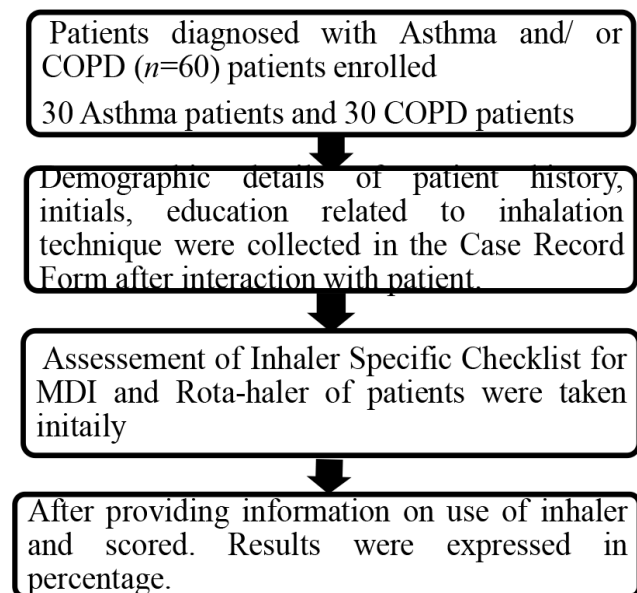 Patients diagnosed with Asthma and/ or
COPD (n=60) patients enrolled
30 Asthma patients and 30 COPD patients
Demographic details of patient history,
initials, education related to inhalation
technique were collected in the Case Record
Form after interaction with patient.
Assessement of Inhaler Specific Checklist for
MDI and Rota-haler of patients were taken
initaily
After providing information on use of inhaler
and scored. Results were expressed in
percentage.